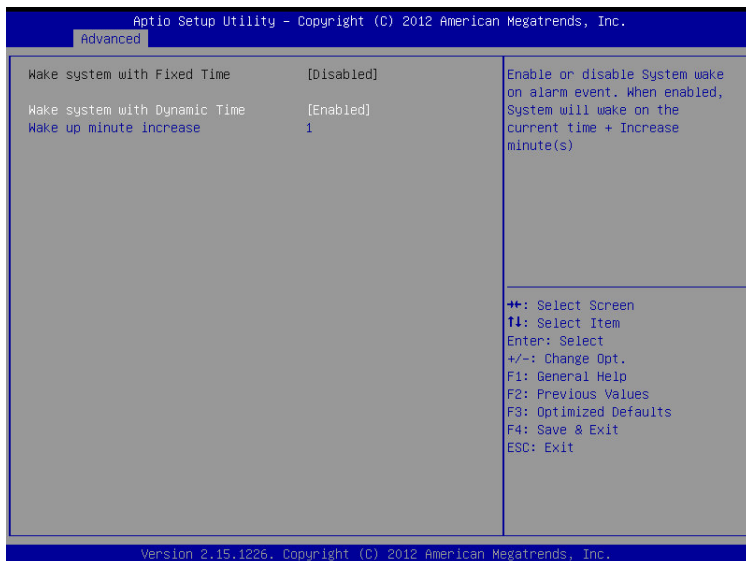 Aptio Setup Utility – Copyright (C) 2012 American Megatrends, Inc.
Advanced
Wake system with Fixed Time [Disabled]
Wake system with Dynamic Time [Enabled]
Wake up minute increase 1
Enable or disable System wake
on alarm event. When enabled,
System will wake on the
current time + Increase
minute(s)
→←: Select Screen
↑↓: Select Item
Enter: Select
+/-: Change Opt.
F1: General Help
F2: Previous Values
F3: Optimized Defaults
F4: Save & Exit
ESC: Exit
Version 2.15.1226. Copyright (C) 2012 American Megatrends, Inc.